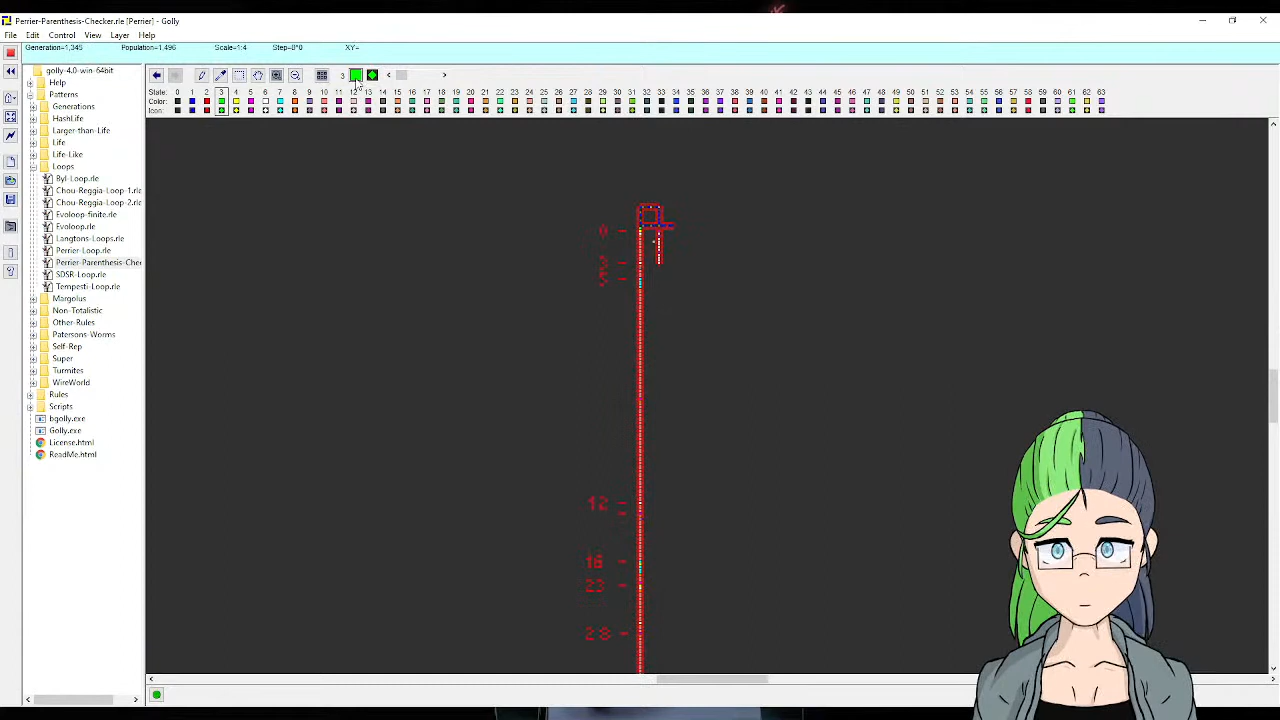 Perrier-Parenthesis-Checker.rle [Perrier] - Golly
File Edit Control View Layer Help
Generation=1,345 Population=1,496 Scale=1:4 Step=8^0 XY=
3
State: 0 1 2 3 4 5 6 7 8 9 10 11 12 13 14 15 16 17 18 19 20 21 22 23 24 25 26 27 28 29 30 31 32 33 34 35 36 37 38 39 40 41 42 43 44 45 46 47 48 49 50 51 52 53 54 55 56 57 58 59 60 61 62 63
Color:
Icon:
golly-4.0-win-64bit
Help
Patterns
Generations
HashLife
Larger-than-Life
Life
Life-Like
Loops
Byl-Loop.rle
Chou-Reggia-Loop-1.rle
Chou-Reggia-Loop-2.rle
Evoloop-finite.rle
Evoloop.rle
Langtons-Loops.rle
Perrier-Loop.rle
Perrier-Parenthesis-Che
SDSR-Loop.rle
Tempesti-Loop.rle
Margolus
Non-Totalistic
Other-Rules
Patersons-Worms
Self-Rep
Super
Turmites
WireWorld
Rules
Scripts
bgolly.exe
Golly.exe
License.html
ReadMe.html
0
12
23
28